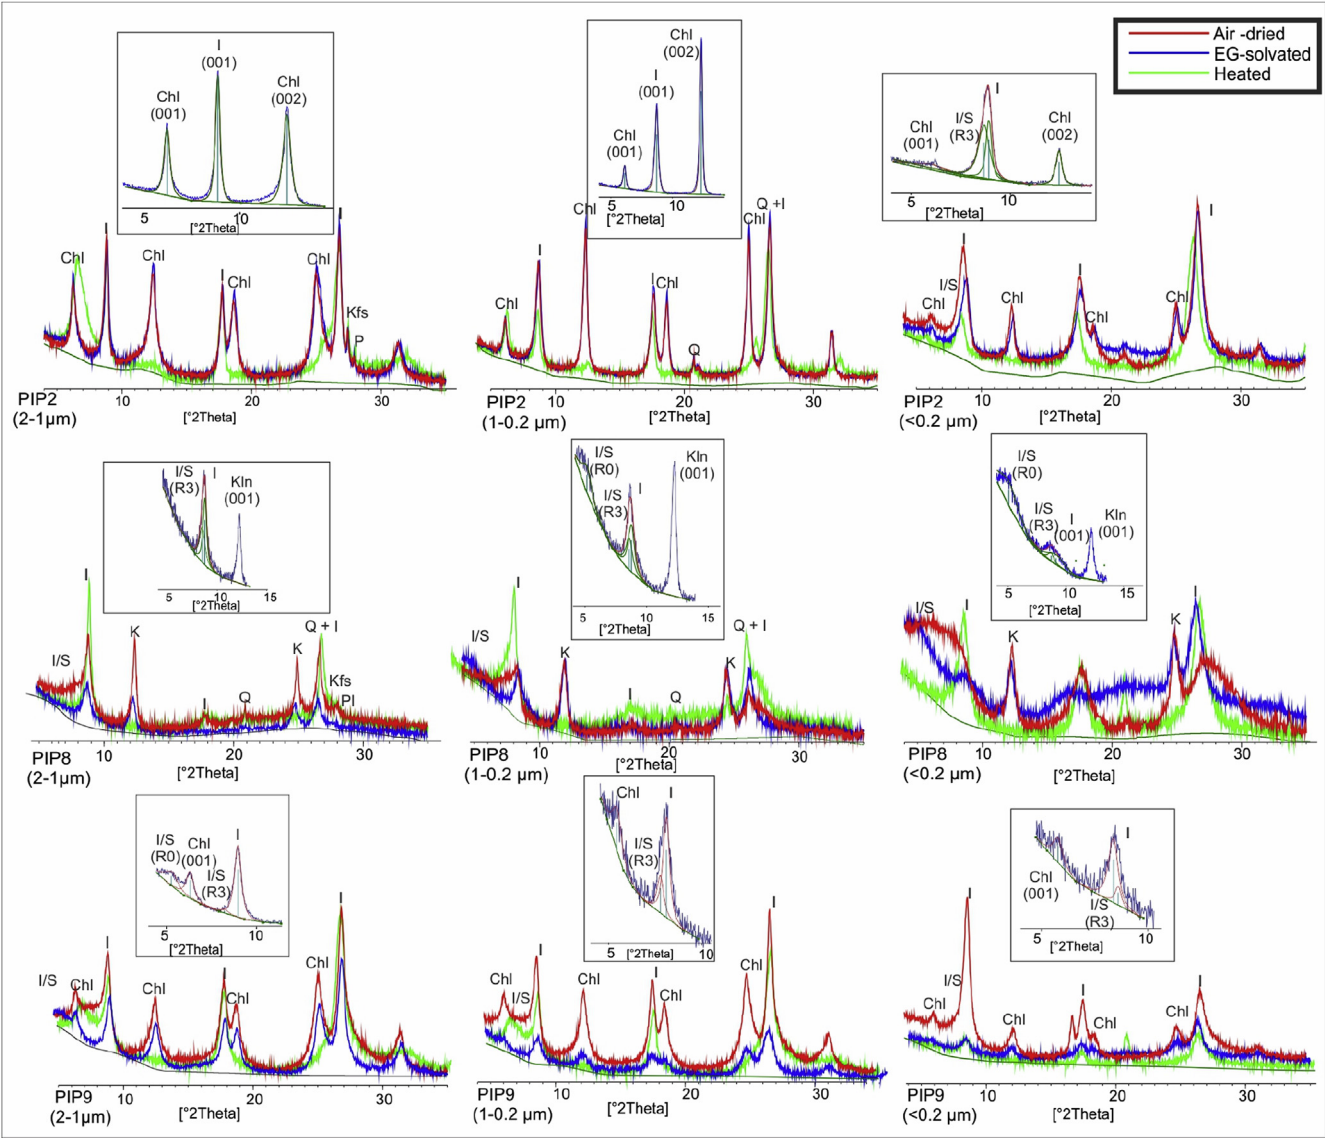 Air -dried
EG-solvated
Heated
Chl
(001)
I
(001)
Chl
(002)
5
10
[°2Theta]
Chl
I
Chl
I
Chl
Chl
I
Kfs
P
10
20
30
PIP2
(2-1µm)
[°2Theta]
Chl
(001)
I
(001)
Chl
(002)
5
10
[°2Theta]
Chl
I
Chl
I
Chl
Q
Chl
Q +I
10
20
30
PIP2
(1-0.2 µm)
[°2Theta]
Chl
(001)
I/S
(R3)
I
Chl
(002)
5
10
[°2Theta]
Chl
I/S
I
Chl
I
Chl
Chl
I
10
20
30
PIP2
(<0.2 µm)
[°2Theta]
I/S
(R3)
I
Kln
(001)
5
10
15
[°2Theta]
I/S
I
K
I
Q
K
Q + I
Kfs
Pl
10
20
30
PIP8
(2-1µm)
[°2Theta]
I/S
(R0)
I/S
(R3)
I
Kln
(001)
5
10
15
[°2Theta]
I/S
I
K
I
Q
K
Q + I
10
20
30
PIP8
(1-0.2 µm)
[°2Theta]
I/S
(R0)
I/S
(R3)
I
(001)
Kln
(001)
5
10
15
[°2Theta]
I/S
I
K
I
K
I
10
20
30
PIP8
(<0.2 µm)
[°2Theta]
I/S
(R0)
Chl
(001)
I/S
(R3)
I
5
10
[°2Theta]
I/S
Chl
I
Chl
I
Chl
Chl
I
10
20
30
PIP9
(2-1µm)
[°2Theta]
Chl
I/S
(R3)
I
5
10
[°2Theta]
Chl
I/S
I
Chl
I
Chl
Chl
I
10
20
30
PIP9
(1-0.2 µm)
[°2Theta]
Chl
(001)
I/S
(R3)
I
5
10
[°2Theta]
Chl
I/S
I
Chl
I
Chl
Chl
I
10
20
30
PIP9
(<0.2 µm)
[°2Theta]